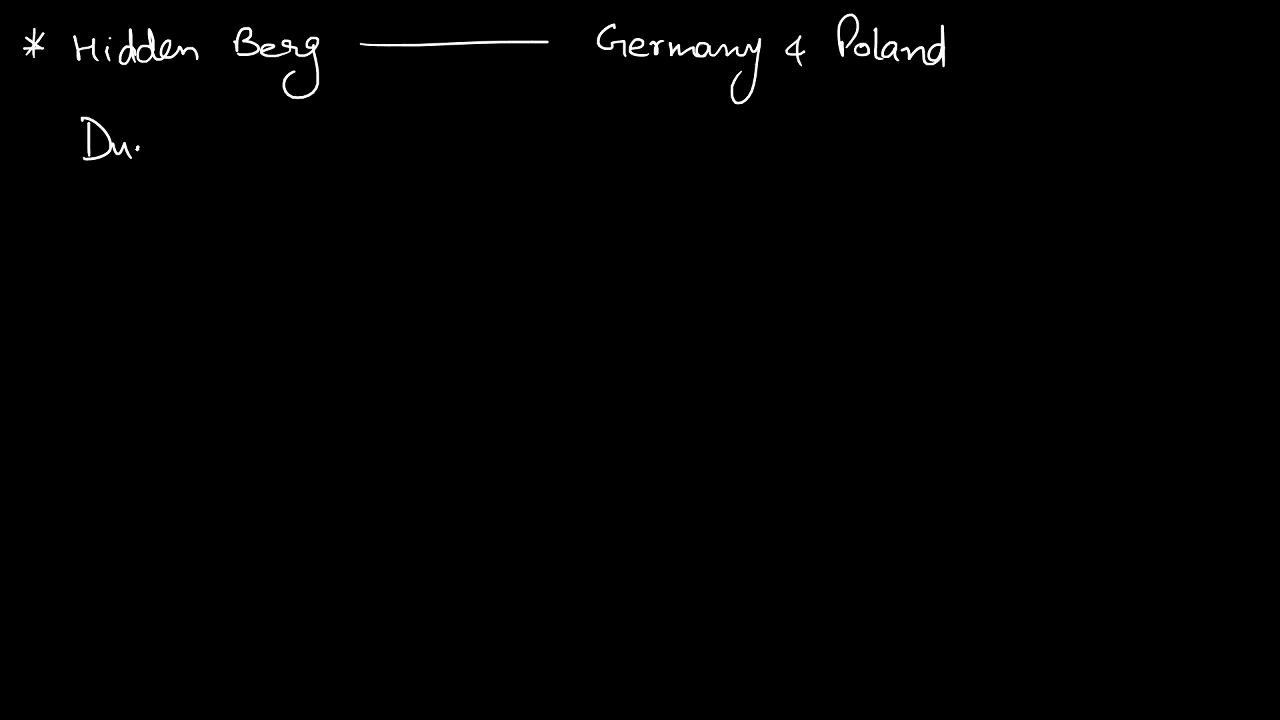 * Hidden Berg — Germany & Poland
Du.